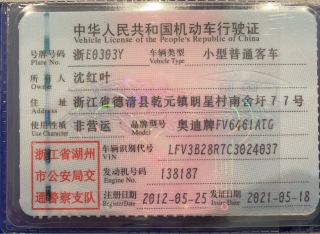 中华人民共和国机动车行驶证
Vehicle License of the People's Republic of China
号牌号码 浙E0303Y 车辆类型 小型普通客车
Plate No. Vehicle Type
所有人 沈红叶
Owner
住址 浙江省德清县乾元镇明星村南含圩77号
Address
使用性质 非营运 品牌型号 奥迪牌FV6461ATG
Use Character Model
浙江省湖州
市公安局交
通警察支队
车辆识别代号 LFV3B28R7C3024037
VIN
发动机号码 138187
Engine No.
注册日期 2012-05-25 发证日期 2021-05-18
Register Date Issue Date